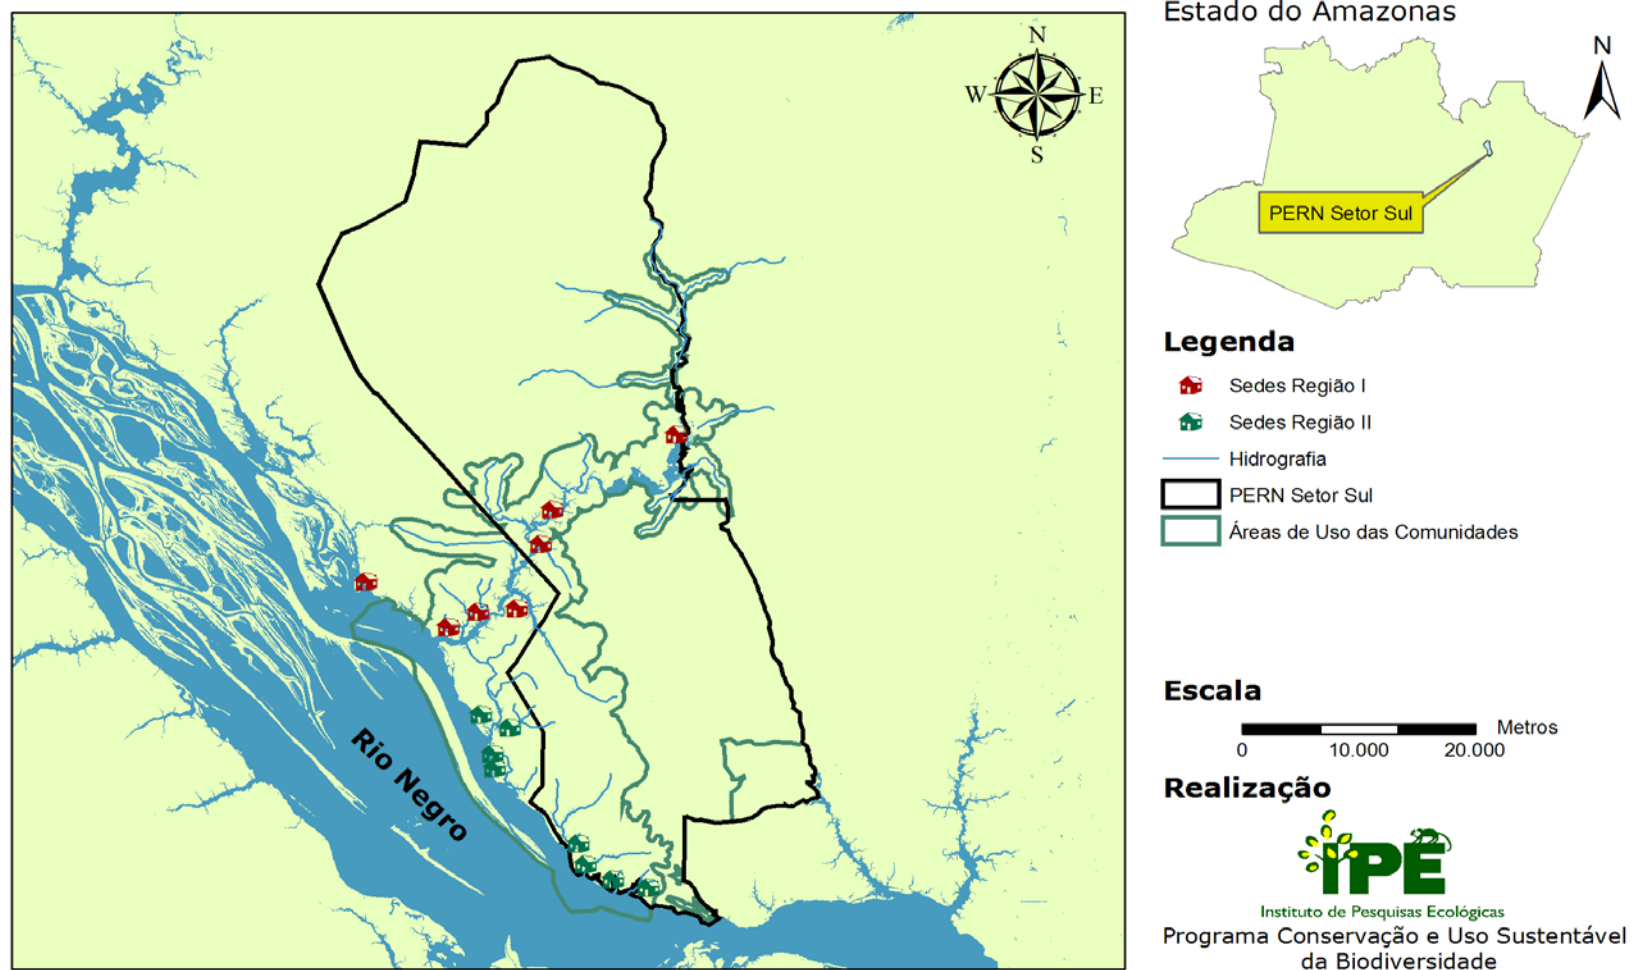 Estado do Amazonas
N
W
E
S
N
PERN Setor Sul
Legenda
Sedes Região I
Sedes Região II
Hidrografia
PERN Setor Sul
Áreas de Uso das Comunidades
Rio Negro
Escala
Metros
0 10.000 20.000
Realização
IPÊ
Instituto de Pesquisas Ecológicas
Programa Conservação e Uso Sustentável
da Biodiversidade